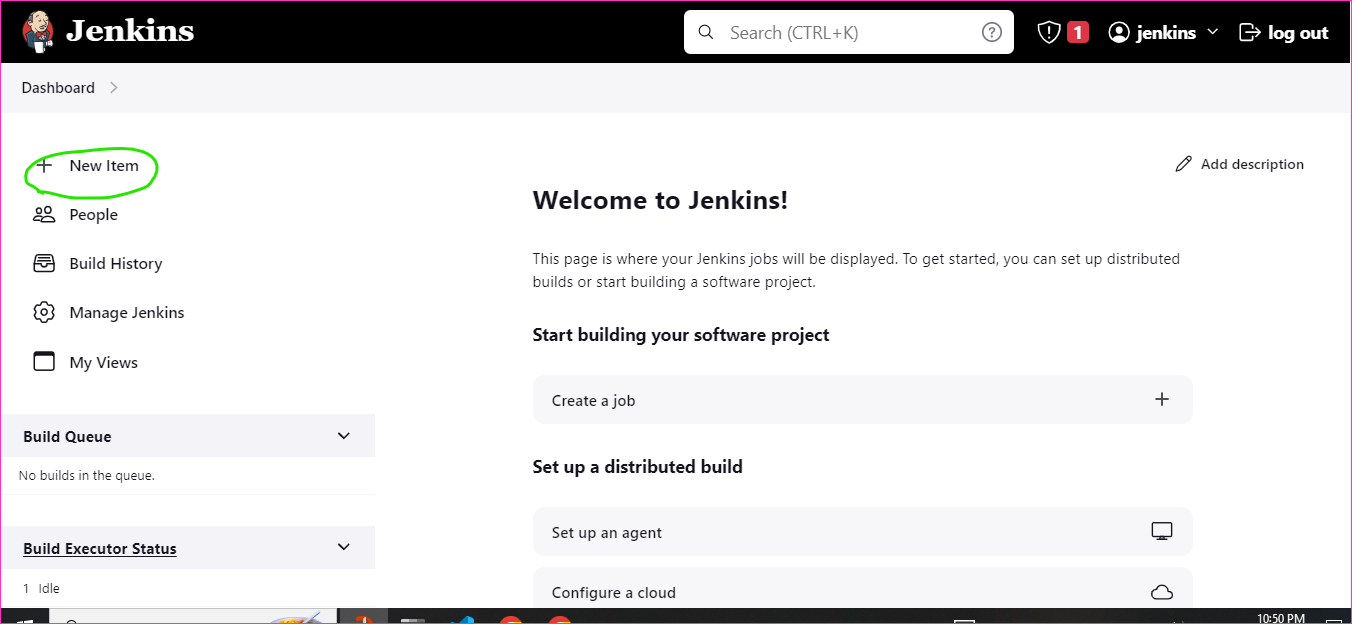 Jenkins
Search (CTRL+K)
1
jenkins
log out
Dashboard
New Item
People
Build History
Manage Jenkins
My Views
Build Queue
No builds in the queue.
Build Executor Status
1 Idle
Add description
Welcome to Jenkins!
This page is where your Jenkins jobs will be displayed. To get started, you can set up distributed
builds or start building a software project.
Start building your software project
Create a job
Set up a distributed build
Set up an agent
Configure a cloud
10:50 PM